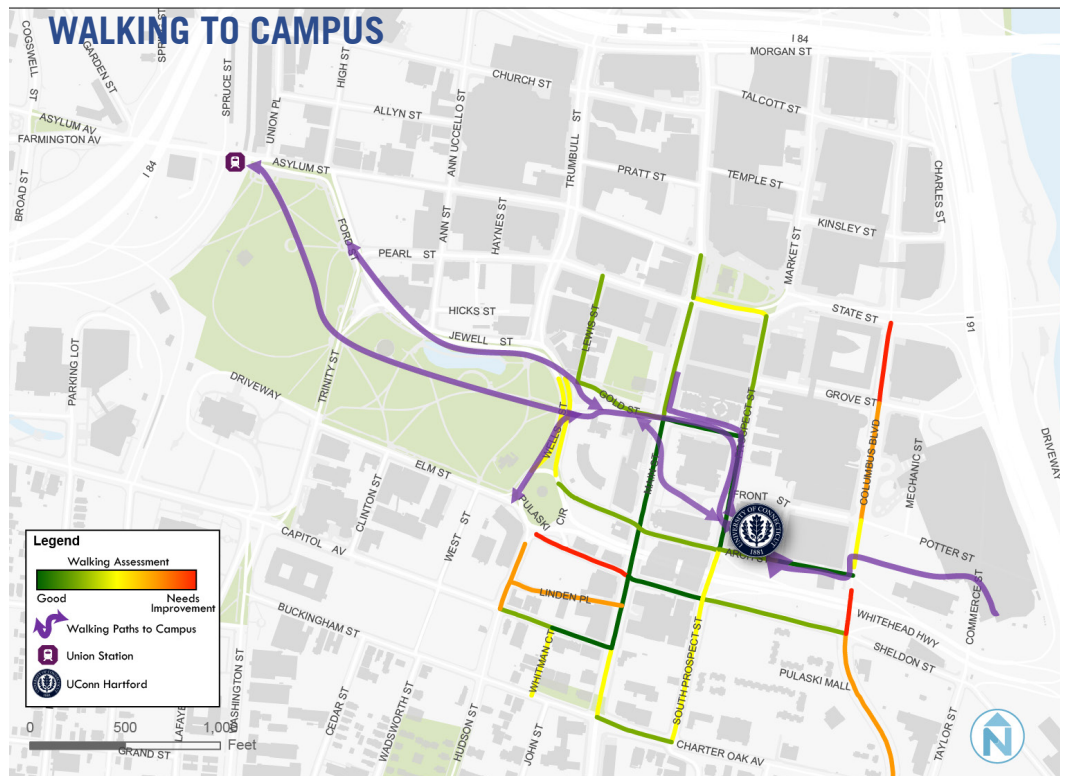 WALKING TO CAMPUS
COGSWELL ST
GARDEN ST
SPRUCE ST
UNION PL
HIGH ST
CHURCH ST
ALLYN ST
ANN UCCELLO ST
TRUMBULL ST
I 84
MORGAN ST
TALCOTT ST
ASYLUM AV
FARMINGTON AV
BROAD ST
I 84
ASYLUM ST
PRATT ST
TEMPLE ST
CHARLES ST
KINSLEY ST
MARKET ST
FORD ST
PEARL ST
ANN ST
HAYNES ST
HICKS ST
JEWELL ST
LEWIS ST
STATE ST
I 91
PARKING LOT
DRIVEWAY
TRINITY ST
GOLD ST
GROVE ST
PROSPECT ST
WELLS ST
MAIN ST
COLUMBUS BLVD
MECHANIC ST
DRIVEWAY
ELM ST
PULASKI CIR
FRONT ST
ARCH ST
UNIVERSITY OF CONNECTICUT
1881
POTTER ST
COMMERCE ST
CLINTON ST
WEST ST
CAPITOL AV
LINDEN PL
BUCKINGHAM ST
WHITEHEAD HWY
SHELDON ST
PULASKI MALL
WHITMAN CT
SOUTH PROSPECT ST
WASHINGTON ST
CEDAR ST
WADSWORTH ST
HUDSON ST
JOHN ST
TAYLOR ST
CHARTER OAK AV
GRAND ST
Legend
Walking Assessment
Good
Needs
Improvement
Walking Paths to Campus
Union Station
UConn Hartford
0 500 1,000
Feet
N